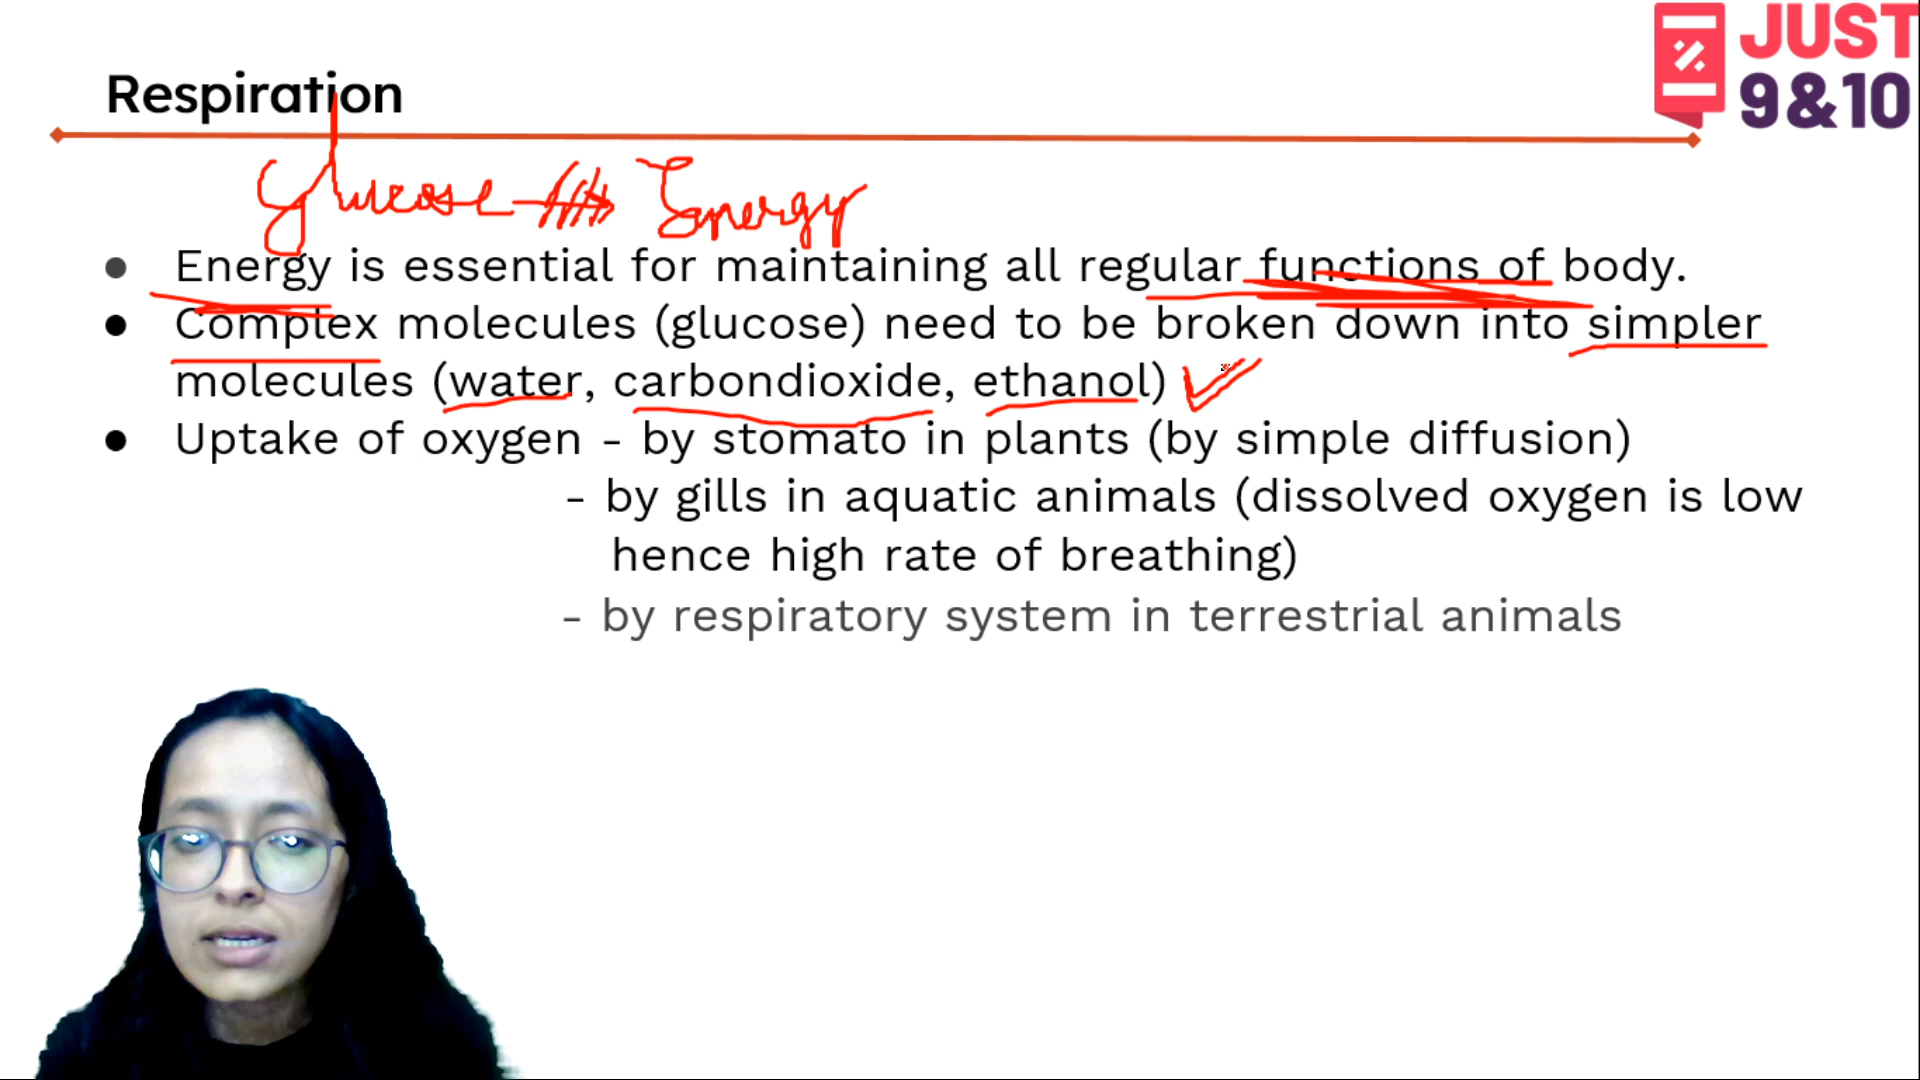 JUST
9&10
Respiration
Glucose → Energy
● Energy is essential for maintaining all regular functions of body.
● Complex molecules (glucose) need to be broken down into simpler
molecules (water, carbondioxide, ethanol)
● Uptake of oxygen - by stomato in plants (by simple diffusion)
- by gills in aquatic animals (dissolved oxygen is low
hence high rate of breathing)
- by respiratory system in terrestrial animals